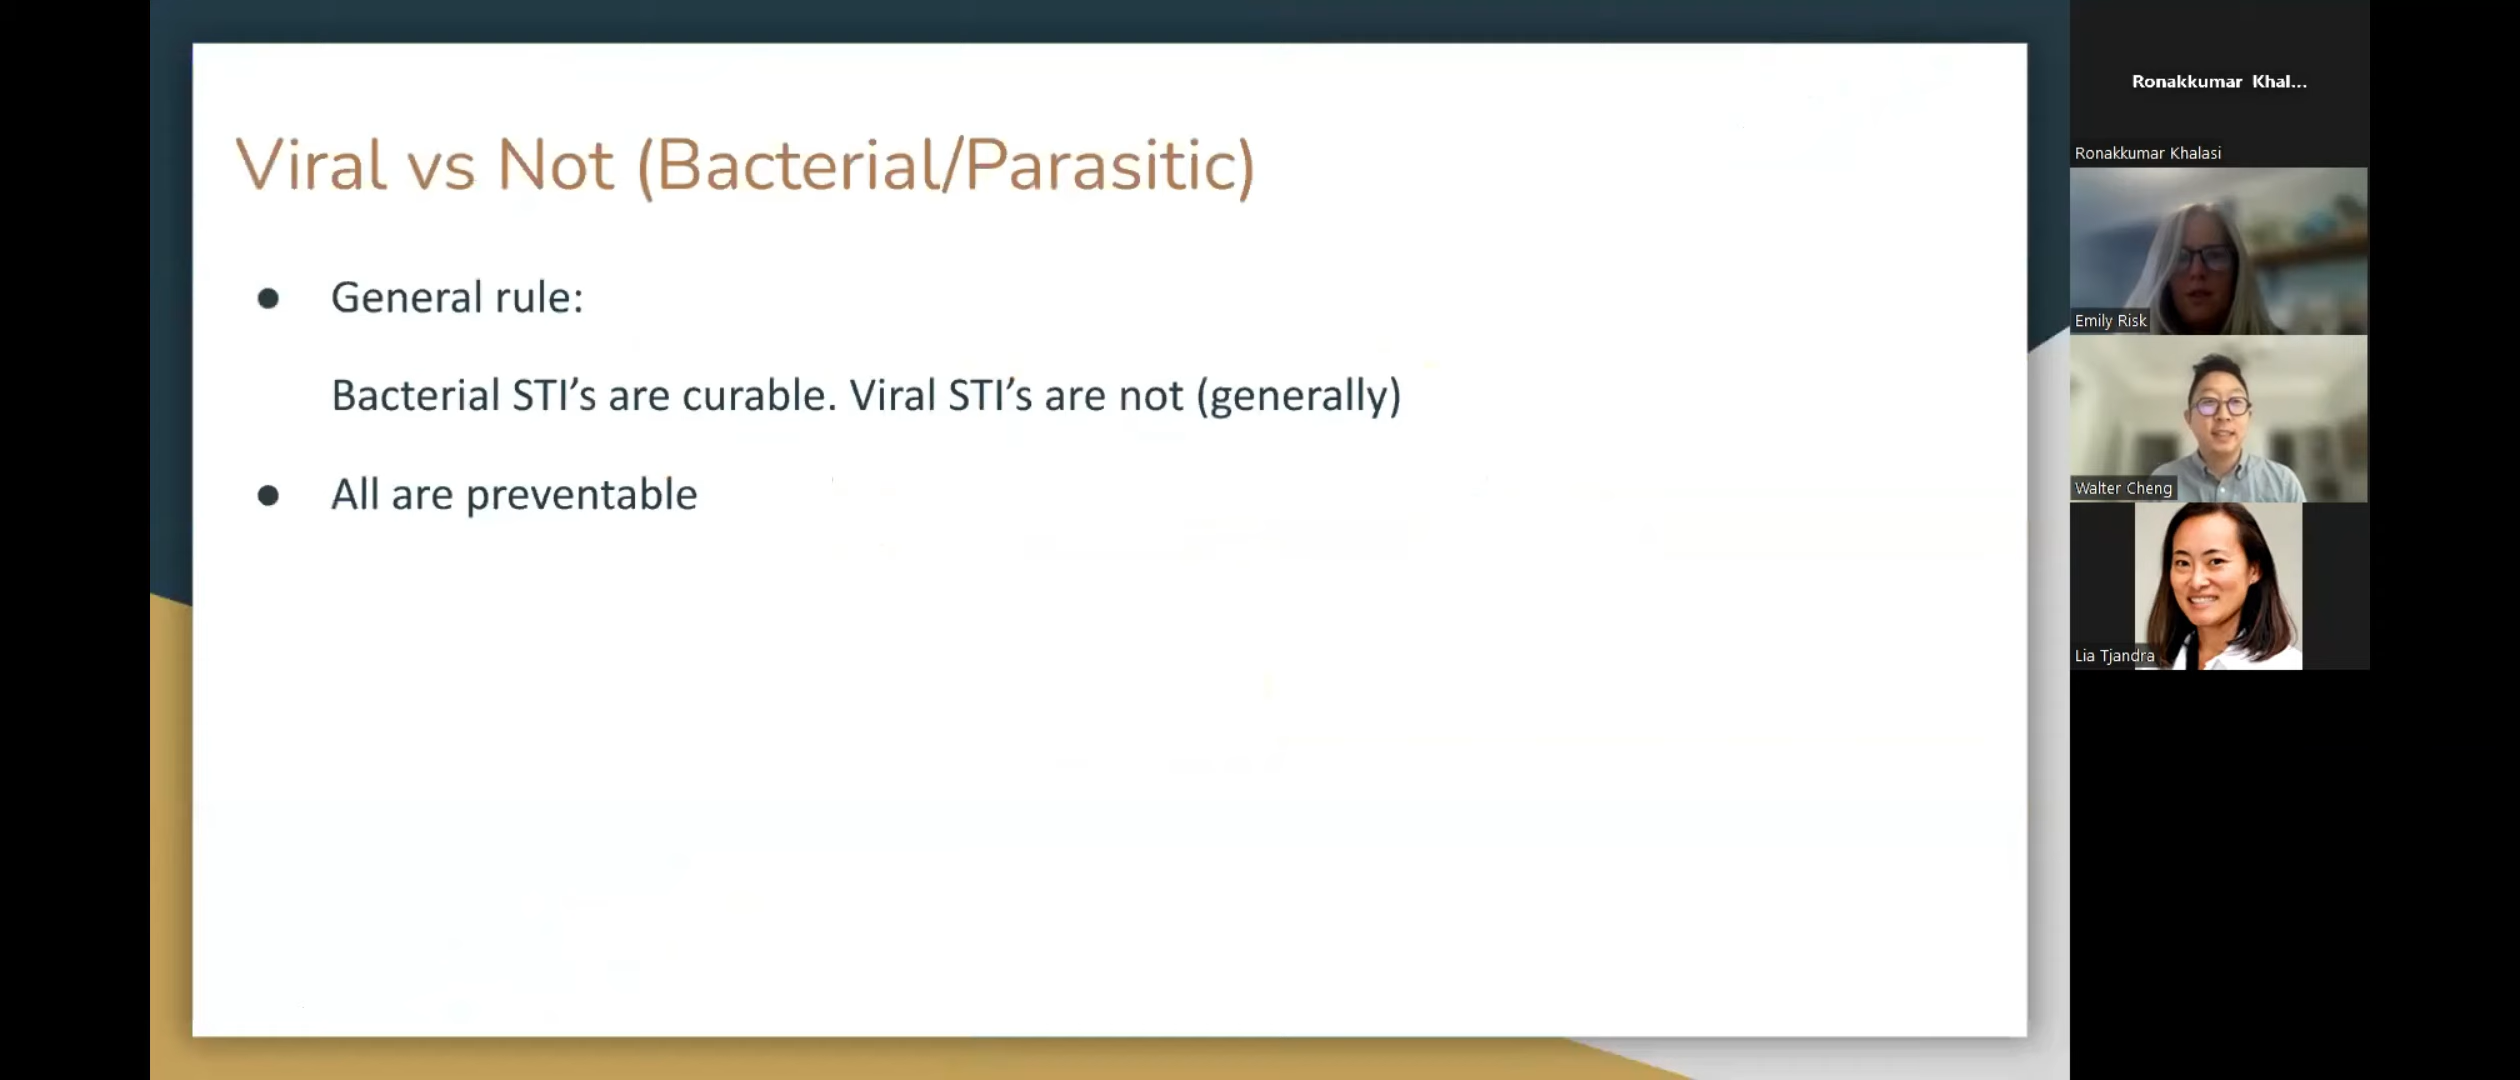 Viral vs Not (Bacterial/Parasitic)
● General rule:
Bacterial STI’s are curable. Viral STI’s are not (generally)
● All are preventable
Ronakkumar Khal...
Ronakkumar Khalasi
Emily Risk
Walter Cheng
Lia Tjandra